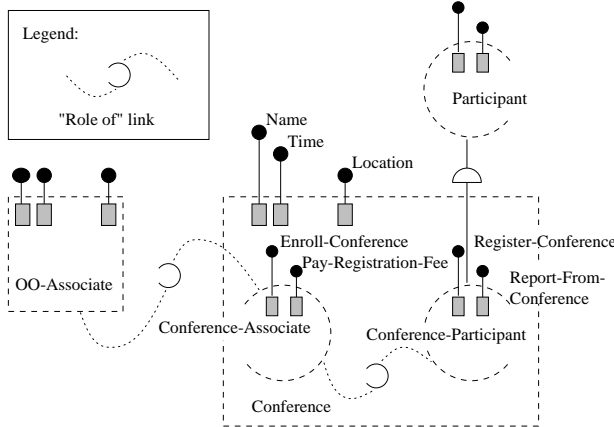 Legend:
"Role of" link
Participant
Name
Time
Location
OO-Associate
Enroll-Conference
Pay-Registration-Fee
Register-Conference
Report-From-
Conference
Conference-Associate
Conference-Participant
Conference